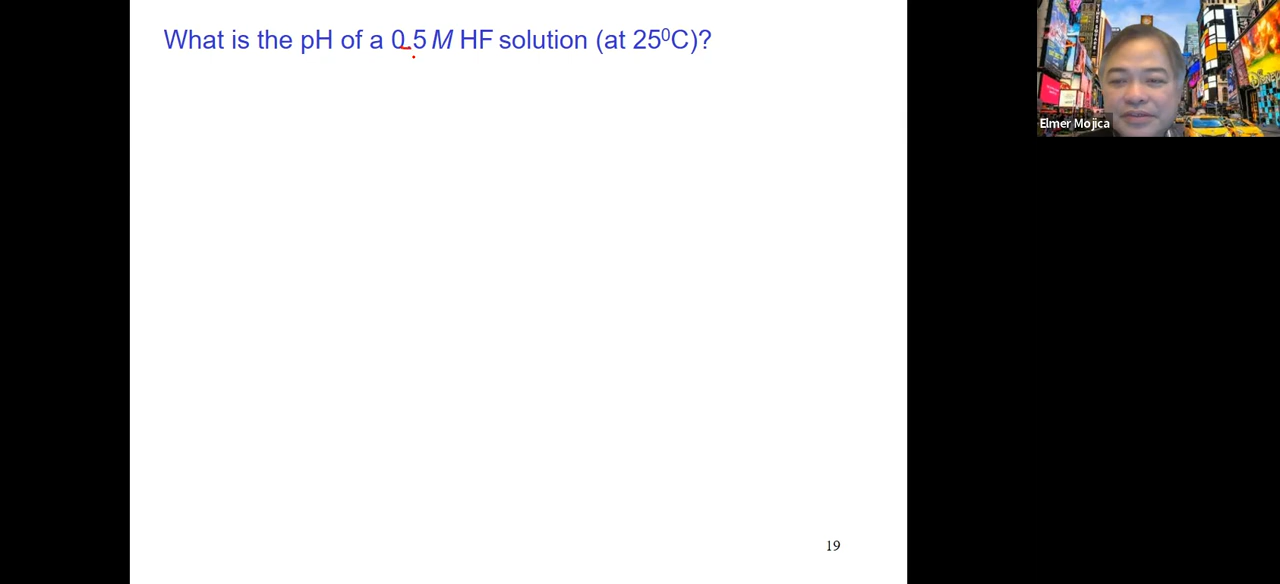 What is the pH of a 0.5 M HF solution (at 25⁰C)?
Elmer Mojica
19